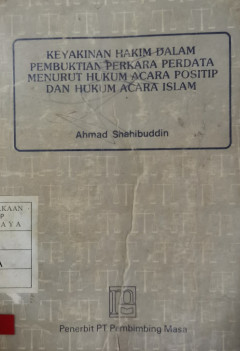 KEYAKINAN HAKIM DALAM
PEMBUKTIAN PERKARA PERDATA
MENURUT HUKUM ACARA POSITIP
DAN HUKUM ACARA ISLAM
Ahmad Shahibuddin
KAAN
P
A Y A
A
Penerbit PT Pembimbing Masa